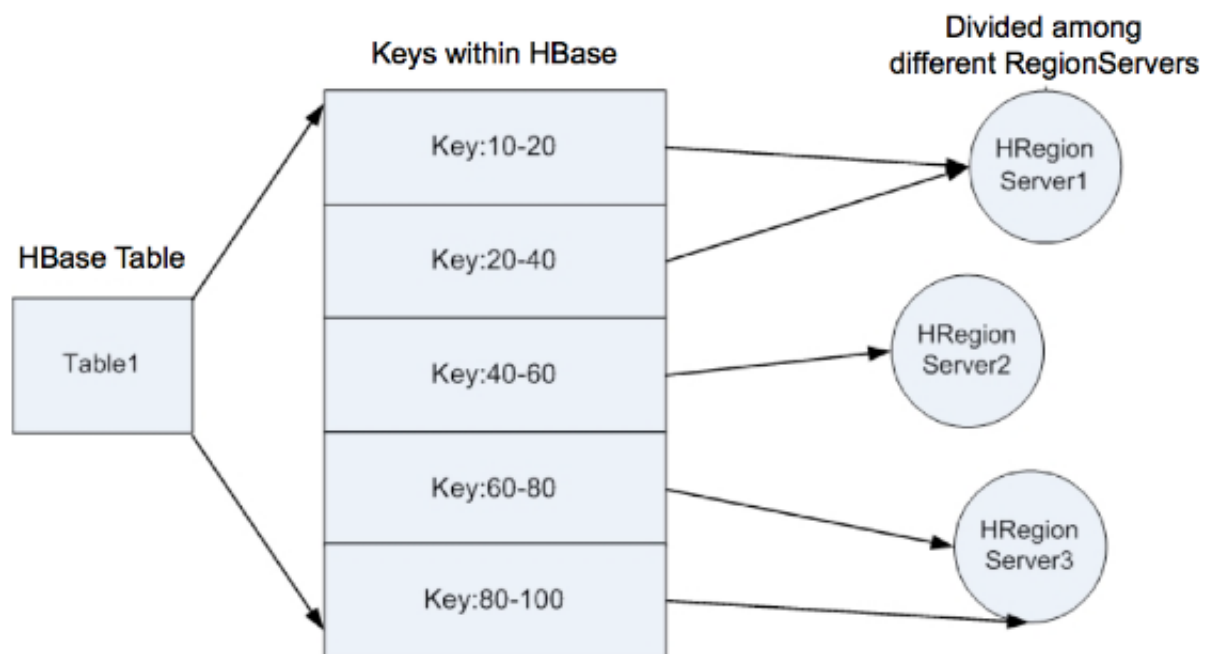 Divided among
different RegionServers
Keys within HBase
HBase Table
Table1
Key:10-20
Key:20-40
Key:40-60
Key:60-80
Key:80-100
HRegion
Server1
HRegion
Server2
HRegion
Server3